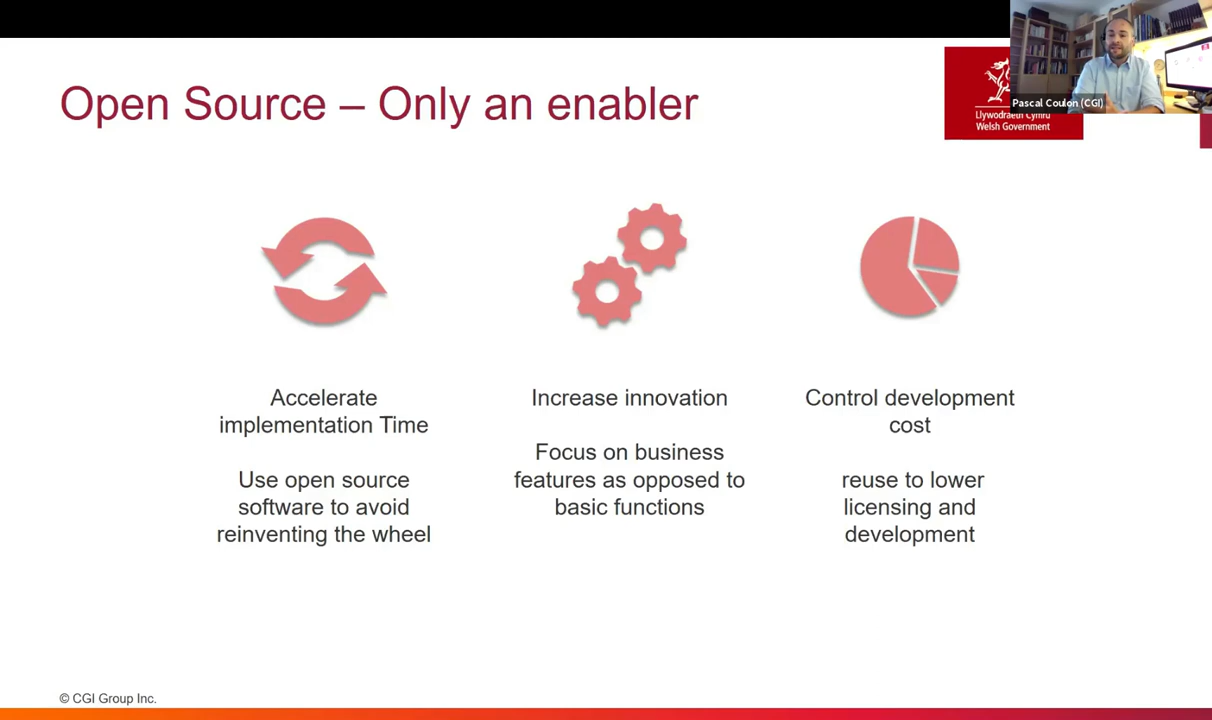 Open Source – Only an enabler
Pascal Coulon (CGI)
Llywodraeth Cymru
Welsh Government
Accelerate
implementation Time
Use open source
software to avoid
reinventing the wheel
Increase innovation
Focus on business
features as opposed to
basic functions
Control development
cost
reuse to lower
licensing and
development
© CGI Group Inc.